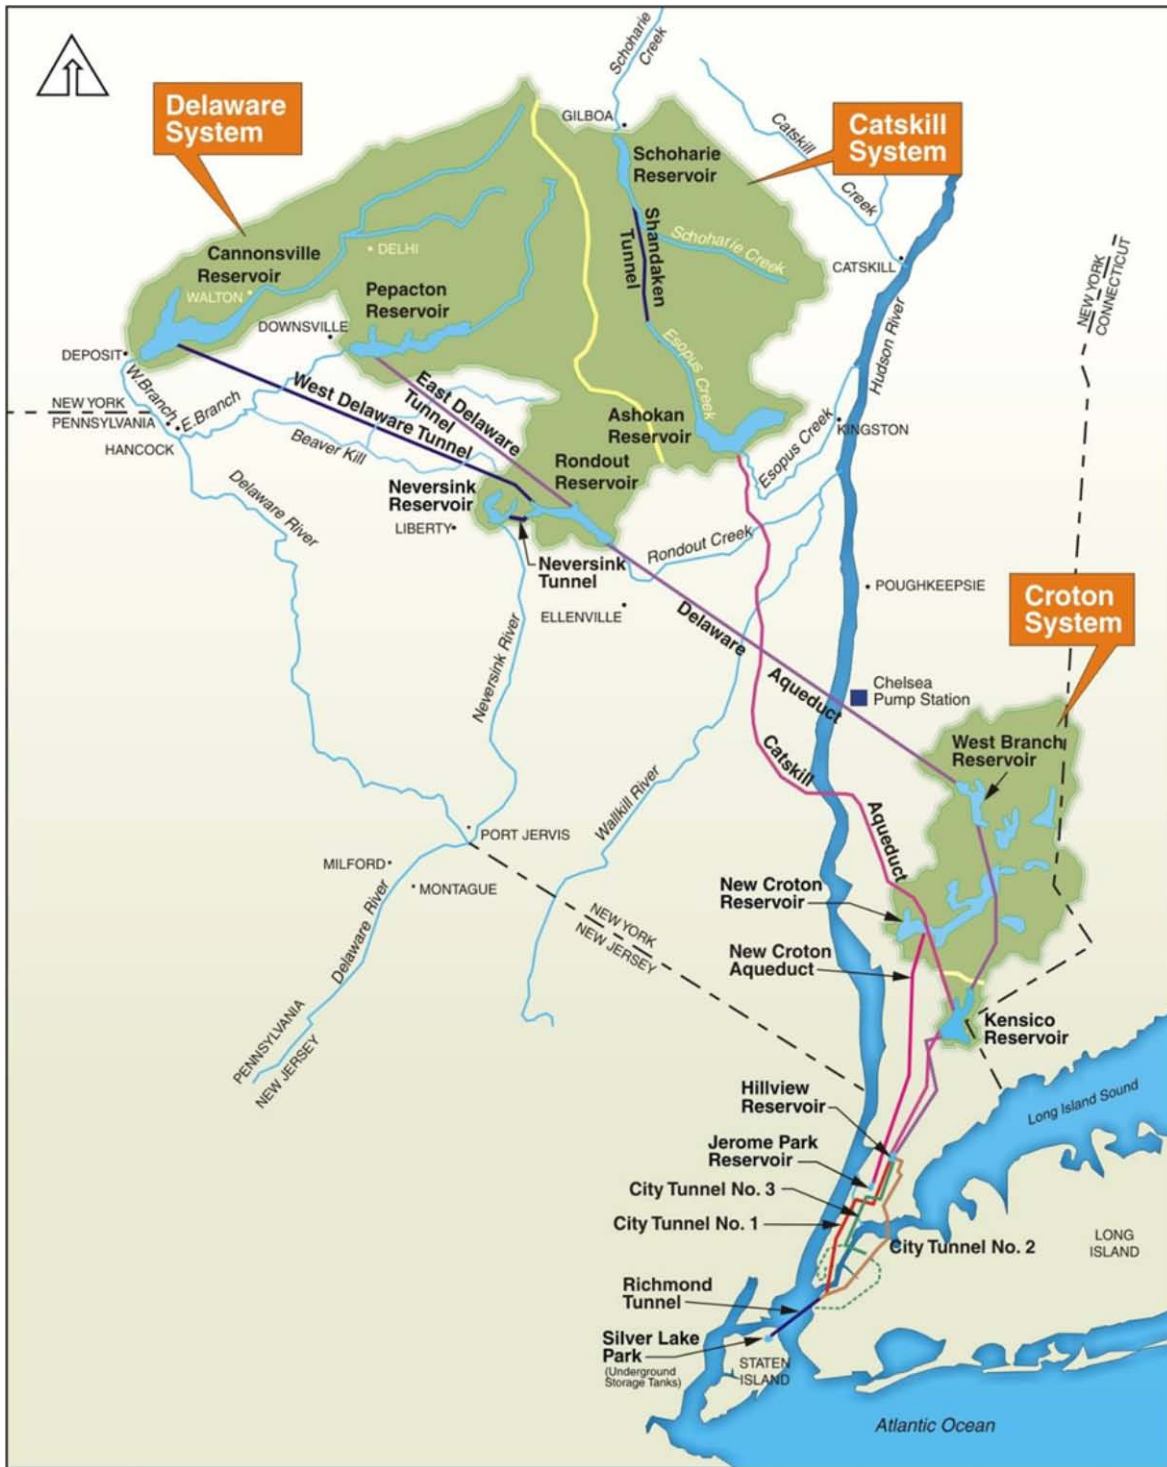 Schoharie
Creek
Delaware
System
GILBOA
Catskill
System
Catskill
Creek
Schoharie
Reservoir
Shandaken
Tunnel
Schoharie Creek
CATSKILL
NEW YORK
CONNECTICUT
DELHI
Cannonsville
Reservoir
WALTON
Pepacton
Reservoir
DOWNSVILLE
DEPOSIT
Hudson River
Esopus Creek
W.Branch
E.Branch
NEW YORK
PENNSYLVANIA
HANCOCK
West Delaware Tunnel
East Delaware
Tunnel
Beaver Kill
Ashokan
Reservoir
Esopus Creek
KINGSTON
Rondout
Reservoir
Neversink
Reservoir
LIBERTY
Delaware River
Rondout Creek
Neversink
Tunnel
ELLENVILLE
POUGHKEEPSIE
Croton
System
Delaware
Aqueduct
Neversink River
Chelsea
Pump Station
West Branch
Reservoir
Catskill
Aqueduct
Wallkill River
PORT JERVIS
MILFORD
MONTAGUE
Delaware River
NEW YORK
NEW JERSEY
New Croton
Reservoir
New Croton
Aqueduct
PENNSYLVANIA
NEW JERSEY
Kensico
Reservoir
Hillview
Reservoir
Long Island Sound
Jerome Park
Reservoir
City Tunnel No. 3
City Tunnel No. 1
City Tunnel No. 2
LONG
ISLAND
Richmond
Tunnel
Silver Lake
Park
(Underground
Storage Tanks)
STATEN
ISLAND
Atlantic Ocean